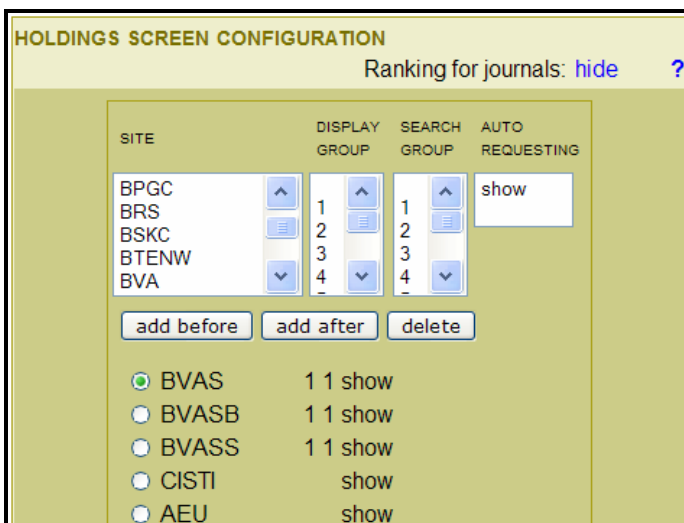 HOLDINGS SCREEN CONFIGURATION
Ranking for journals: hide ?
SITE
DISPLAY GROUP
SEARCH GROUP
AUTO REQUESTING
BPGC
BRS
BSKC
BTENW
BVA
1
2
3
4
1
2
3
4
show
add before add after delete
BVAS 1 1 show
BVASB 1 1 show
BVASS 1 1 show
CISTI show
AEU show